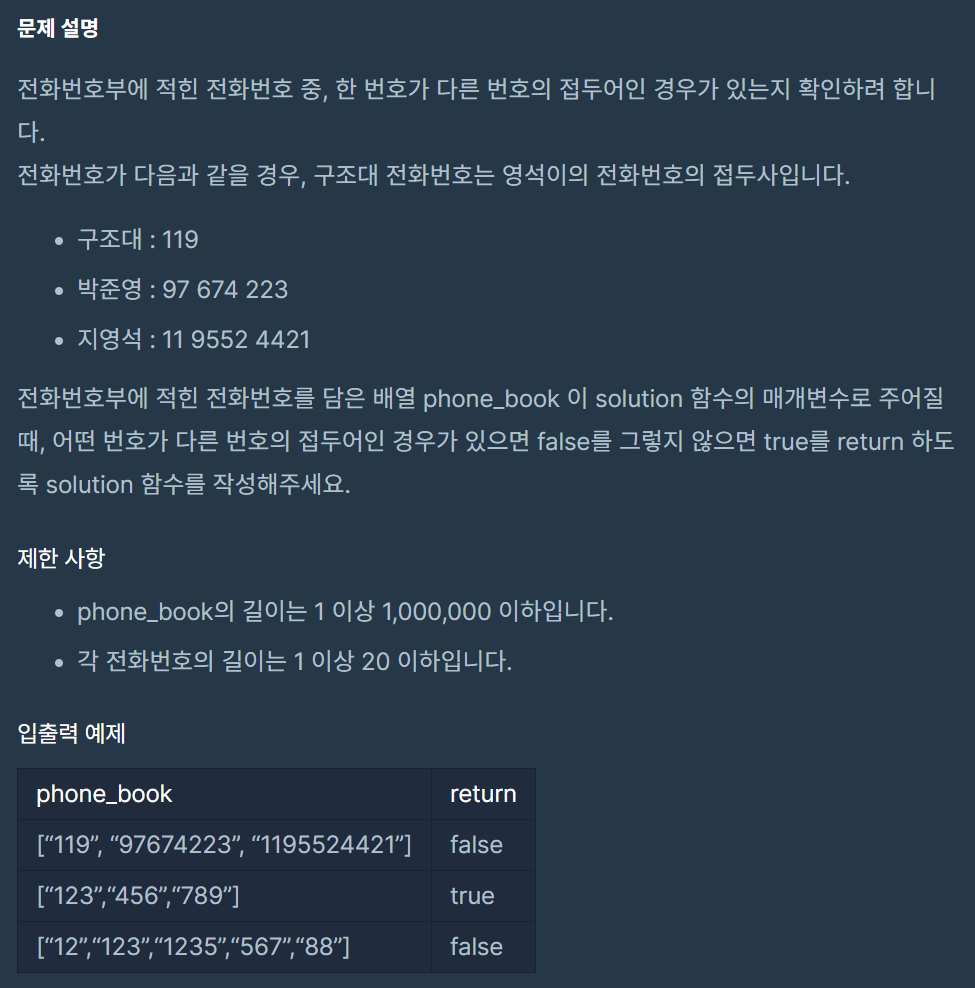 문제 설명
전화번호부에 적힌 전화번호 중, 한 번호가 다른 번호의 접두어인 경우가 있는지 확인하려 합니
다.
전화번호가 다음과 같을 경우, 구조대 전화번호는 영석이의 전화번호의 접두사입니다.
• 구조대 : 119
• 박준영 : 97 674 223
• 지영석 : 11 9552 4421
전화번호부에 적힌 전화번호를 담은 배열 phone_book 이 solution 함수의 매개변수로 주어질
때, 어떤 번호가 다른 번호의 접두어인 경우가 있으면 false를 그렇지 않으면 true를 return 하도
록 solution 함수를 작성해주세요.
제한 사항
• phone_book의 길이는 1 이상 1,000,000 이하입니다.
• 각 전화번호의 길이는 1 이상 20 이하입니다.
입출력 예제
phone_book return
[“119”, “97674223”, “1195524421”] false
[“123”,“456”,“789”] true
[“12”,“123”,“1235”,“567”,“88”] false